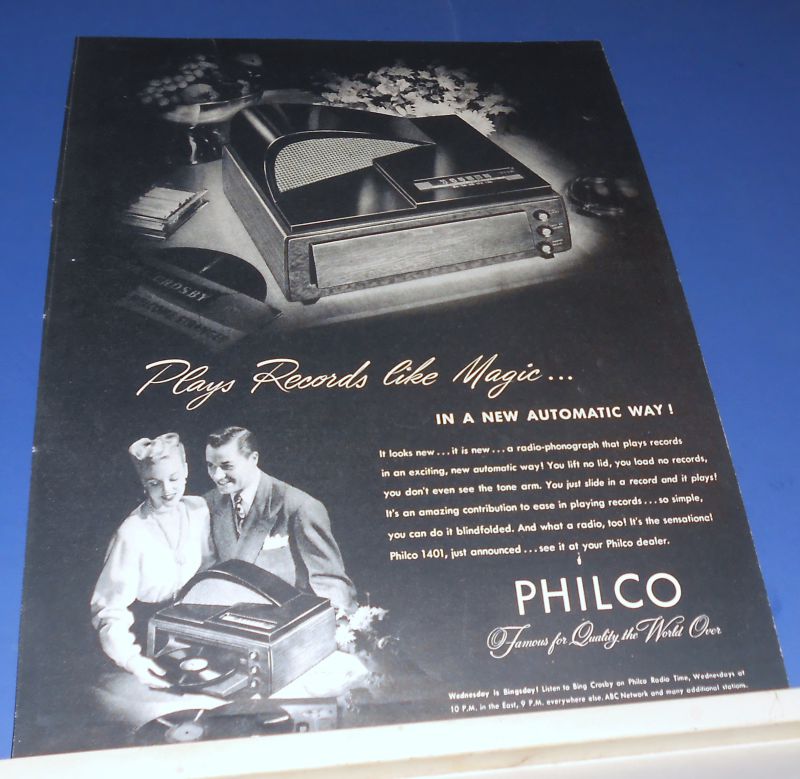 CROSBY
Plays Records like Magic...
IN A NEW AUTOMATIC WAY!
It looks new...it is new...a radio-phonograph that plays records
in an exciting, new automatic way! You lift no lid, you load no records,
you don't even see the tone arm. You just slide in a record and it plays!
It's an amazing contribution to ease in playing records...so simple,
you can do it blindfolded. And what a radio, too! It's the sensational
Philco 1401, just announced...see it at your Philco dealer.
PHILCO
Famous for Quality the World Over
Wednesday is Bingsday! Listen to Bing Crosby on Philco Radio Time, Wednesdays at
10 P.M. in the East, 9 P.M. everywhere else. ABC Network and many additional stations.